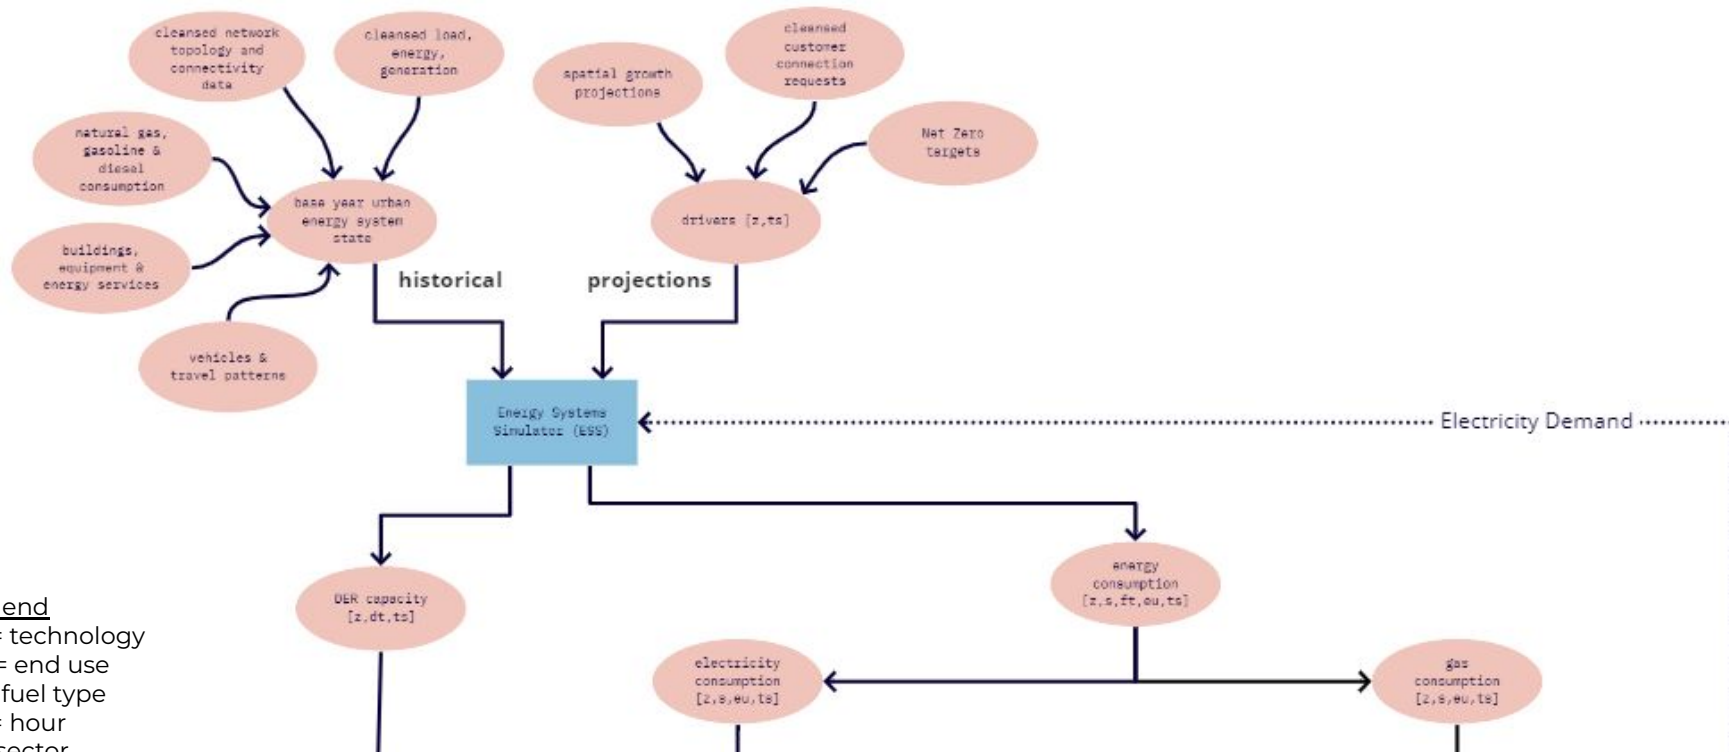 cleansed network
topology and
connectivity
data
cleansed load,
energy,
generation
spatial growth
projections
cleansed
customer
connection
requests
Net Zero
targets
natural gas,
gasoline &
diesel
consumption
buildings,
equipment &
energy services
vehicles &
travel patterns
base year urban
energy system
state
drivers [z,ts]
historical
projections
Energy Systems
Simulator (ESS)
Electricity Demand
DER capacity
[z,dt,ts]
energy
consumption
[z,s,ft,eu,ts]
electricity
consumption
[z,s,eu,ts]
gas
consumption
[z,s,eu,ts]
end
= technology
= end use
fuel type
= hour
sector